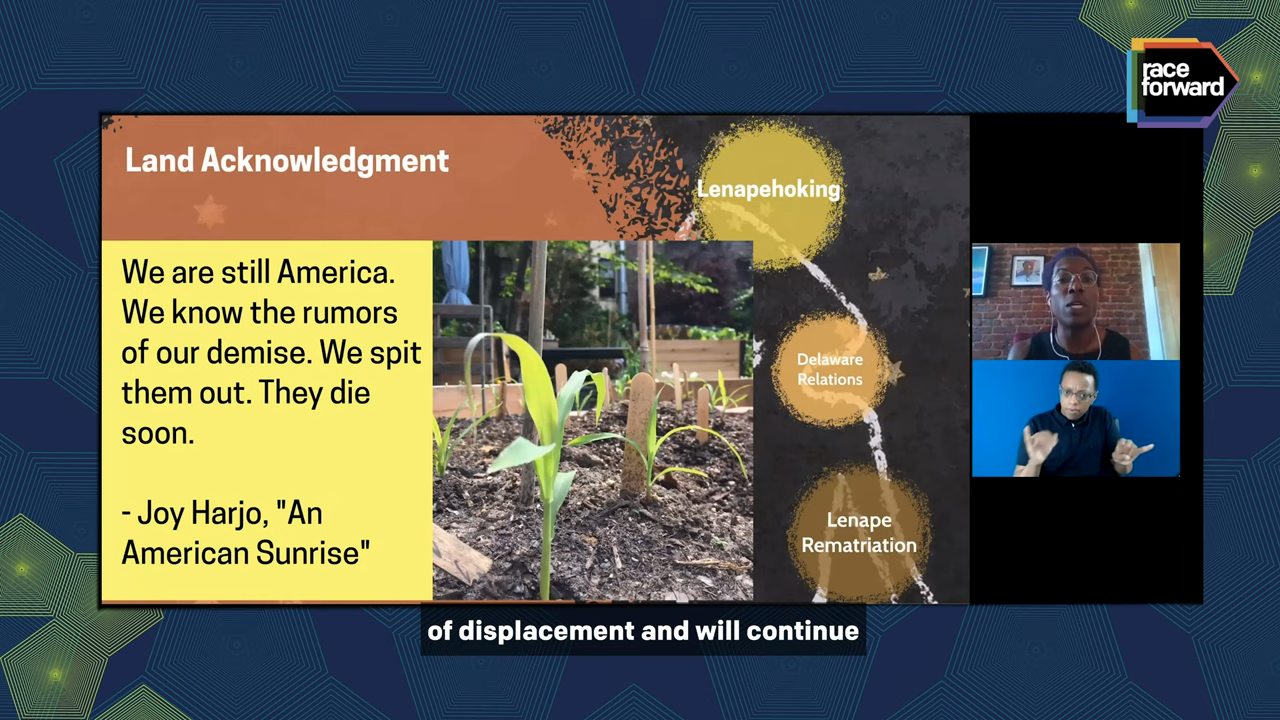 race
forward
Land Acknowledgment
Lenapehoking
We are still America.
We know the rumors
of our demise. We spit
them out. They die
soon.
- Joy Harjo, "An
American Sunrise"
Delaware
Relations
Lenape
Rematriation
of displacement and will continue